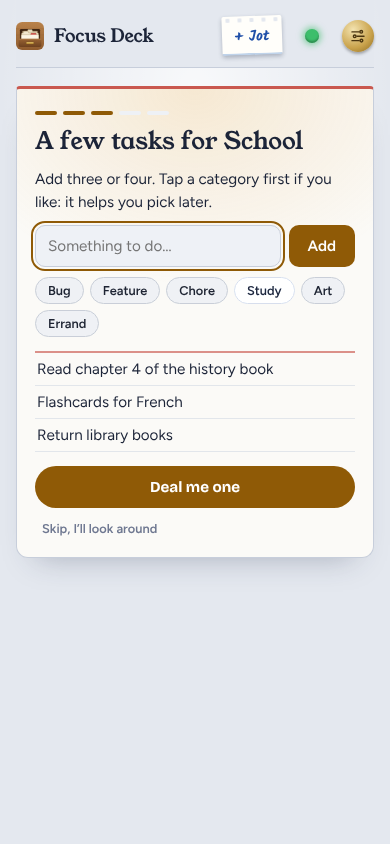 Focus Deck
+ Jot
A few tasks for School
Add three or four. Tap a category first if you
like: it helps you pick later.
Something to do…
Add
Bug
Feature
Chore
Study
Art
Errand
Read chapter 4 of the history book
Flashcards for French
Return library books
Deal me one
Skip, I’ll look around